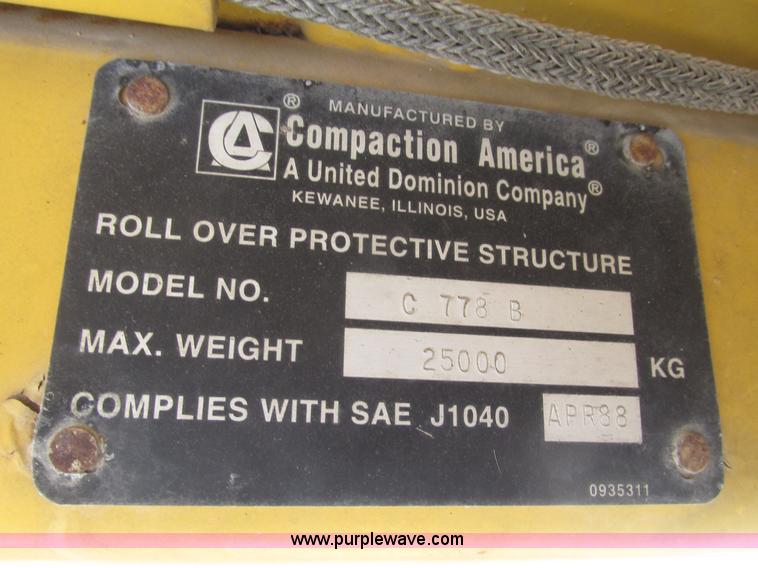 ® MANUFACTURED BY
CA Compaction America®
A United Dominion Company®
KEWANEE, ILLINOIS, USA
ROLL OVER PROTECTIVE STRUCTURE
MODEL NO. C 778 B
MAX. WEIGHT 25000 KG
COMPLIES WITH SAE J1040 APR88
0935311
www.purplewave.com